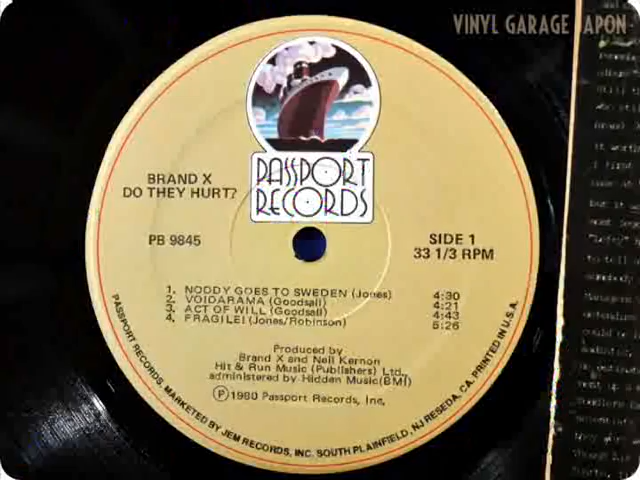 VINYL GARAGE JAPON
PASSPORT
RECORDS
BRAND X
DO THEY HURT?
PB 9845
SIDE 1
33 1/3 RPM
1. NODDY GOES TO SWEDEN (Jones) 4:30
2. VOIDARAMA (Goodsall) 4:21
3. ACT OF WILL (Goodsall) 4:43
4. FRAGILE! (Jones/Robinson) 5:26
Produced by
Brand X and Neil Kernon
Hit & Run Music (Publishers) Ltd.,
administered by Hidden Music(BMI)
Ⓟ1980 Passport Records, Inc.
PASSPORT RECORDS, MARKETED BY JEM RECORDS, INC. SOUTH PLAINFIELD, NJ RESEDA, CA. PRINTED IN U.S.A.